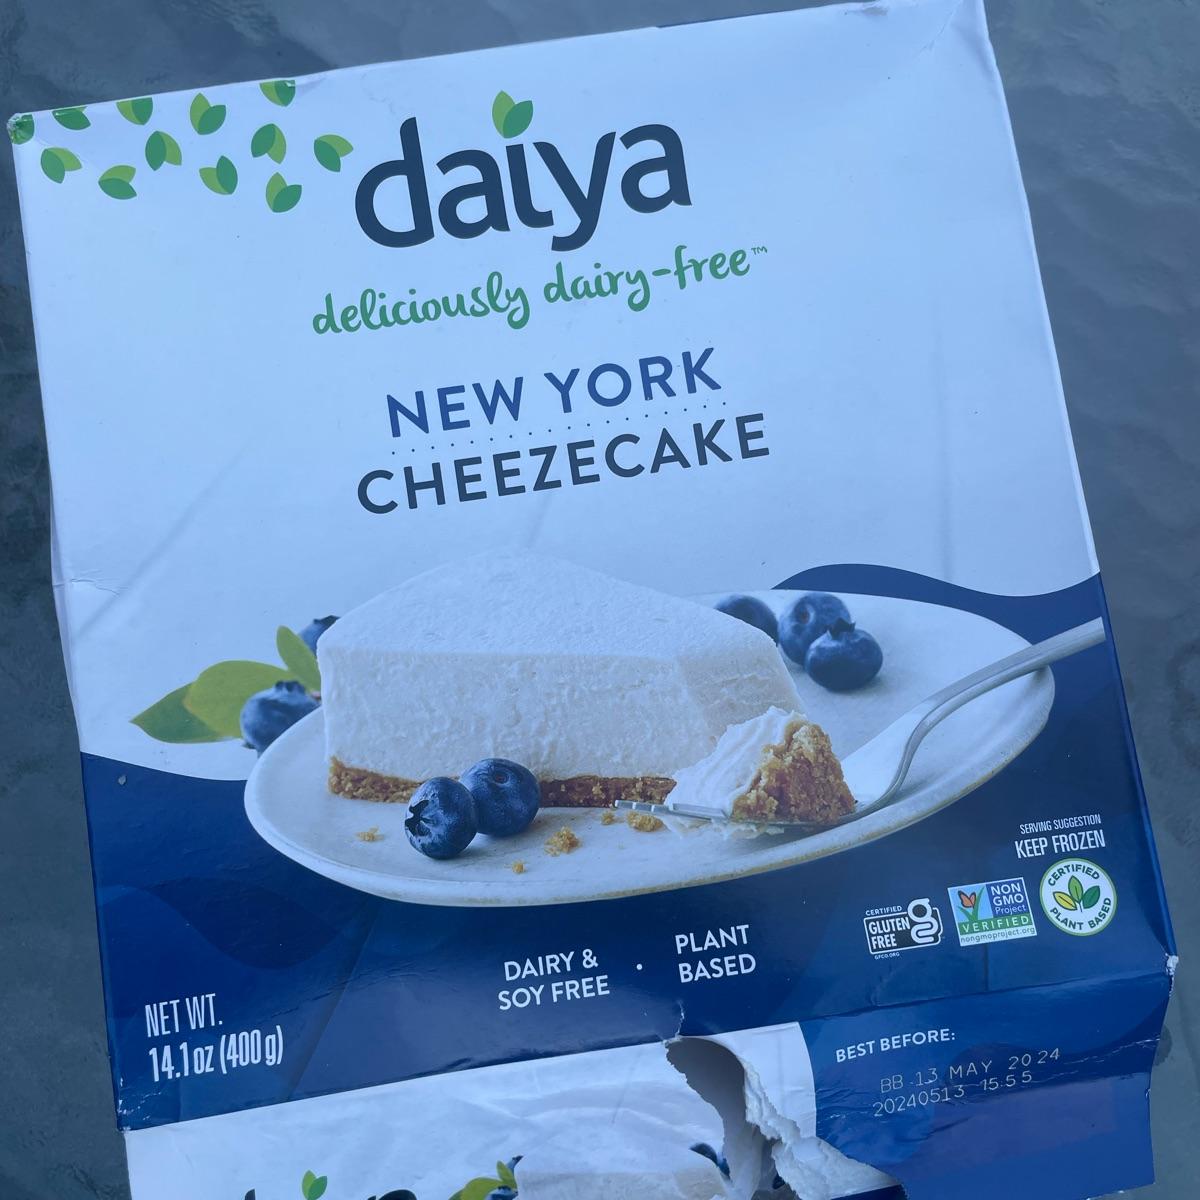 daiya
deliciously dairy-free™
NEW YORK
CHEEZECAKE
SERVING SUGGESTION
KEEP FROZEN
CERTIFIED
GLUTEN
FREE
GFCO.ORG
NON
GMO
Project
VERIFIED
nongmoproject.org
CERTIFIED
PLANT BASED
DAIRY &
SOY FREE
·
PLANT
BASED
NET WT.
14.1 oz (400 g)
BEST BEFORE:
BB 13 MAY 2024
20240513 15:55